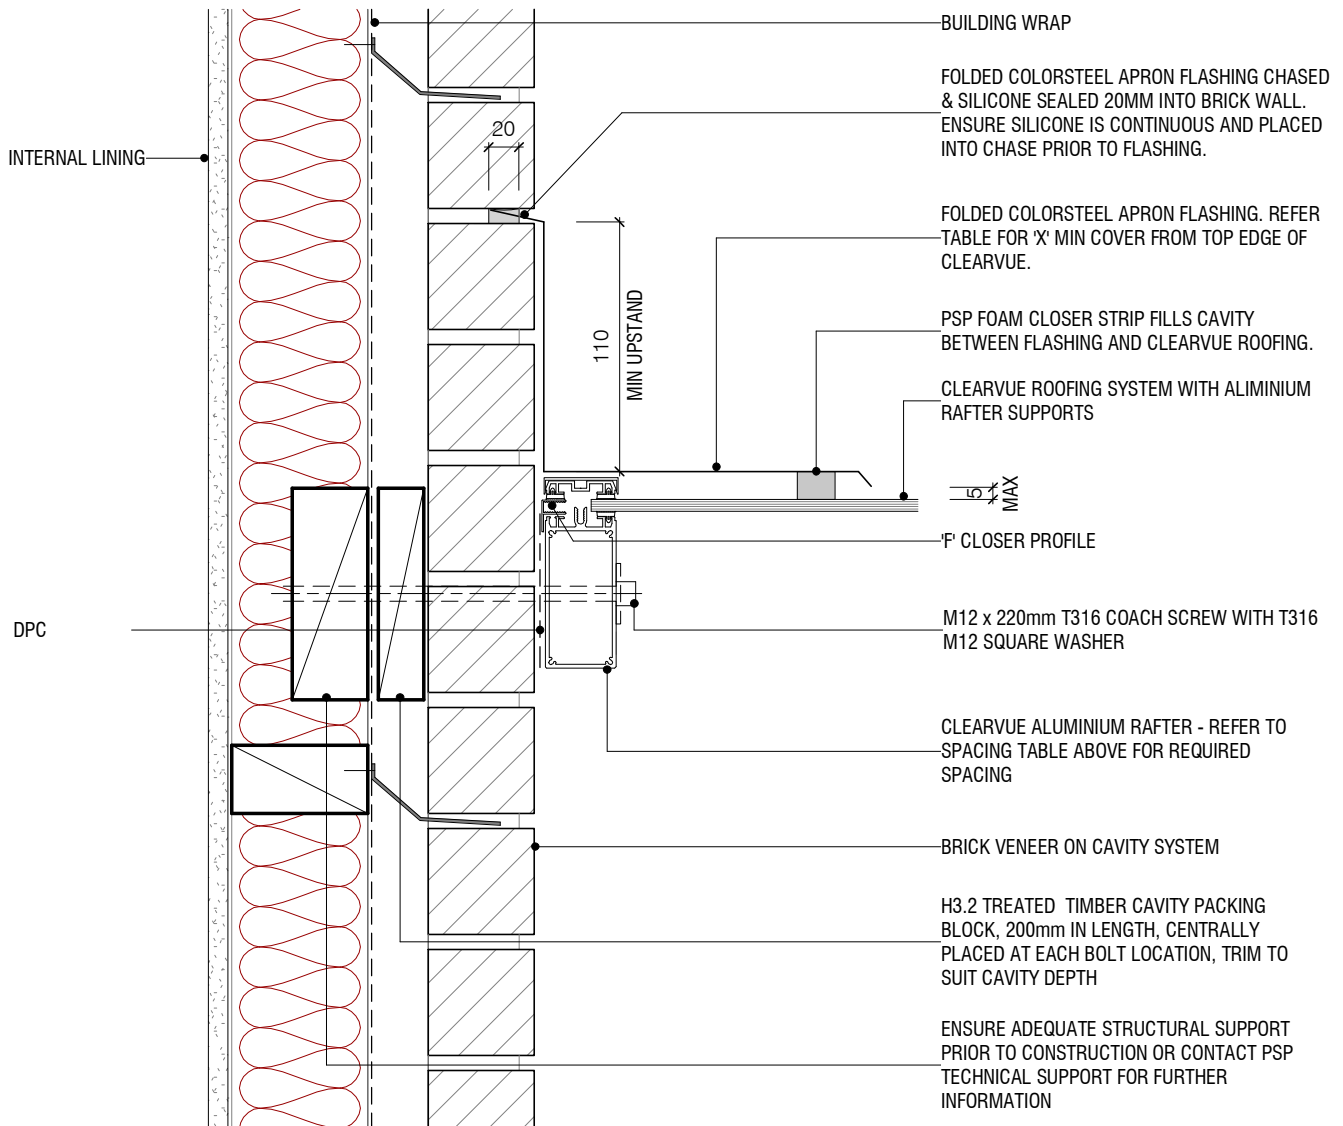 BUILDING WRAP
FOLDED COLORSTEEL APRON FLASHING CHASED
& SILICONE SEALED 20MM INTO BRICK WALL.
ENSURE SILICONE IS CONTINUOUS AND PLACED
INTO CHASE PRIOR TO FLASHING.
20
INTERNAL LINING
FOLDED COLORSTEEL APRON FLASHING. REFER
TABLE FOR 'X' MIN COVER FROM TOP EDGE OF
CLEARVUE.
110
MIN UPSTAND
PSP FOAM CLOSER STRIP FILLS CAVITY
BETWEEN FLASHING AND CLEARVUE ROOFING.
CLEARVUE ROOFING SYSTEM WITH ALIMINIUM
RAFTER SUPPORTS
5
MAX
'F' CLOSER PROFILE
DPC
M12 x 220mm T316 COACH SCREW WITH T316
M12 SQUARE WASHER
CLEARVUE ALUMINIUM RAFTER - REFER TO
SPACING TABLE ABOVE FOR REQUIRED
SPACING
BRICK VENEER ON CAVITY SYSTEM
H3.2 TREATED TIMBER CAVITY PACKING
BLOCK, 200mm IN LENGTH, CENTRALLY
PLACED AT EACH BOLT LOCATION, TRIM TO
SUIT CAVITY DEPTH
ENSURE ADEQUATE STRUCTURAL SUPPORT
PRIOR TO CONSTRUCTION OR CONTACT PSP
TECHNICAL SUPPORT FOR FURTHER
INFORMATION